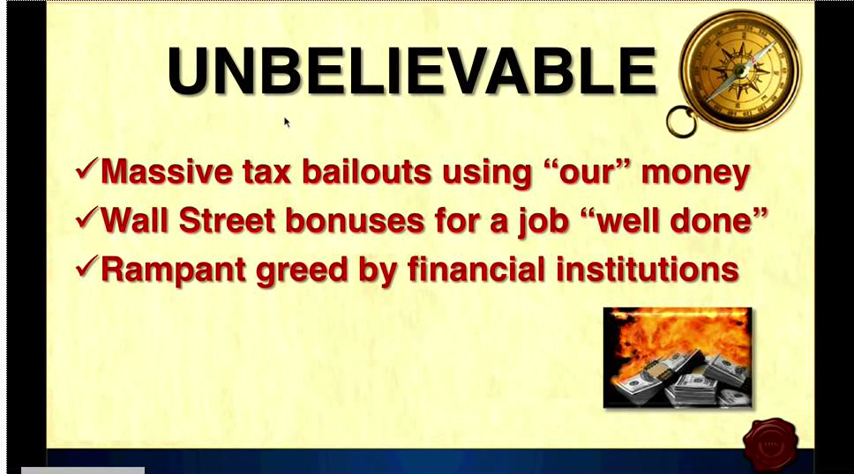 UNBELIEVABLE
✓Massive tax bailouts using “our” money
✓Wall Street bonuses for a job “well done”
✓Rampant greed by financial institutions